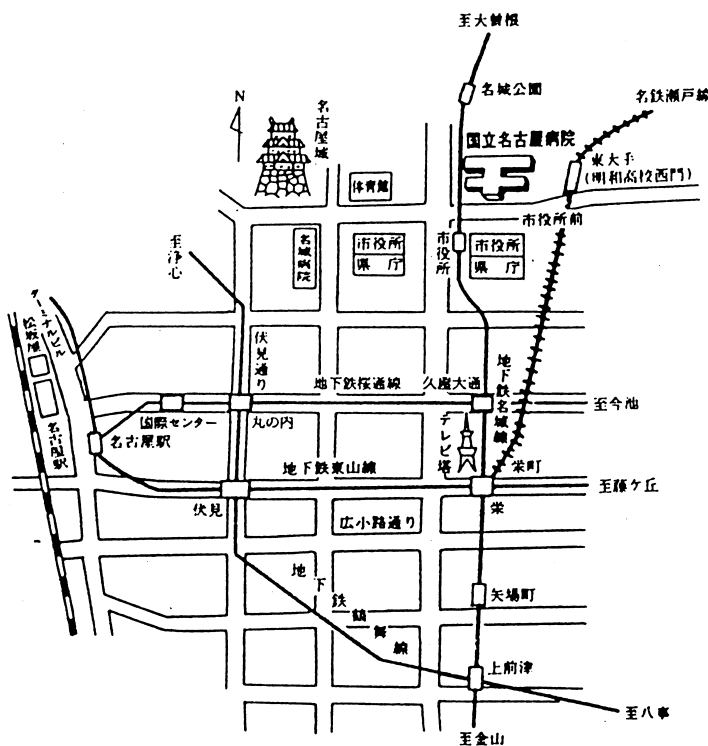 至大曽根
名城公園
名鉄瀬戸線
N
名古屋城
国立名古屋病院
東大手
(明和高校西門)
体育館
市役所前
至浄心
名城病院
市役所
県庁
市役所
市役所
県庁
ターミナルビル
松坂屋
伏見通り
地下鉄桜通線
久屋大通
地下鉄名城線
至今池
国際センター
丸の内
名古屋駅
名古屋駅
テレビ塔
栄町
地下鉄東山線
至藤ケ丘
伏見
栄
広小路通り
地下鉄鶴舞線
矢場町
上前津
至八事
至金山